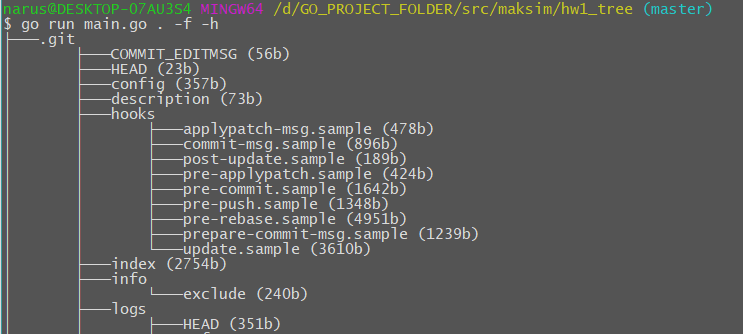 narus@DESKTOP-07AU3S4 MINGW64 /d/GO_PROJECT_FOLDER/src/maksim/hw1_tree (master)
$ go run main.go . -f -h
├───.git
│	├───COMMIT_EDITMSG (56b)
│	├───HEAD (23b)
│	├───config (357b)
│	├───description (73b)
│	├───hooks
│	│	├───applypatch-msg.sample (478b)
│	│	├───commit-msg.sample (896b)
│	│	├───post-update.sample (189b)
│	│	├───pre-applypatch.sample (424b)
│	│	├───pre-commit.sample (1642b)
│	│	├───pre-push.sample (1348b)
│	│	├───pre-rebase.sample (4951b)
│	│	├───prepare-commit-msg.sample (1239b)
│	│	└───update.sample (3610b)
│	├───index (2754b)
│	├───info
│	│	└───exclude (240b)
│	├───logs
│	│	├───HEAD (351b)